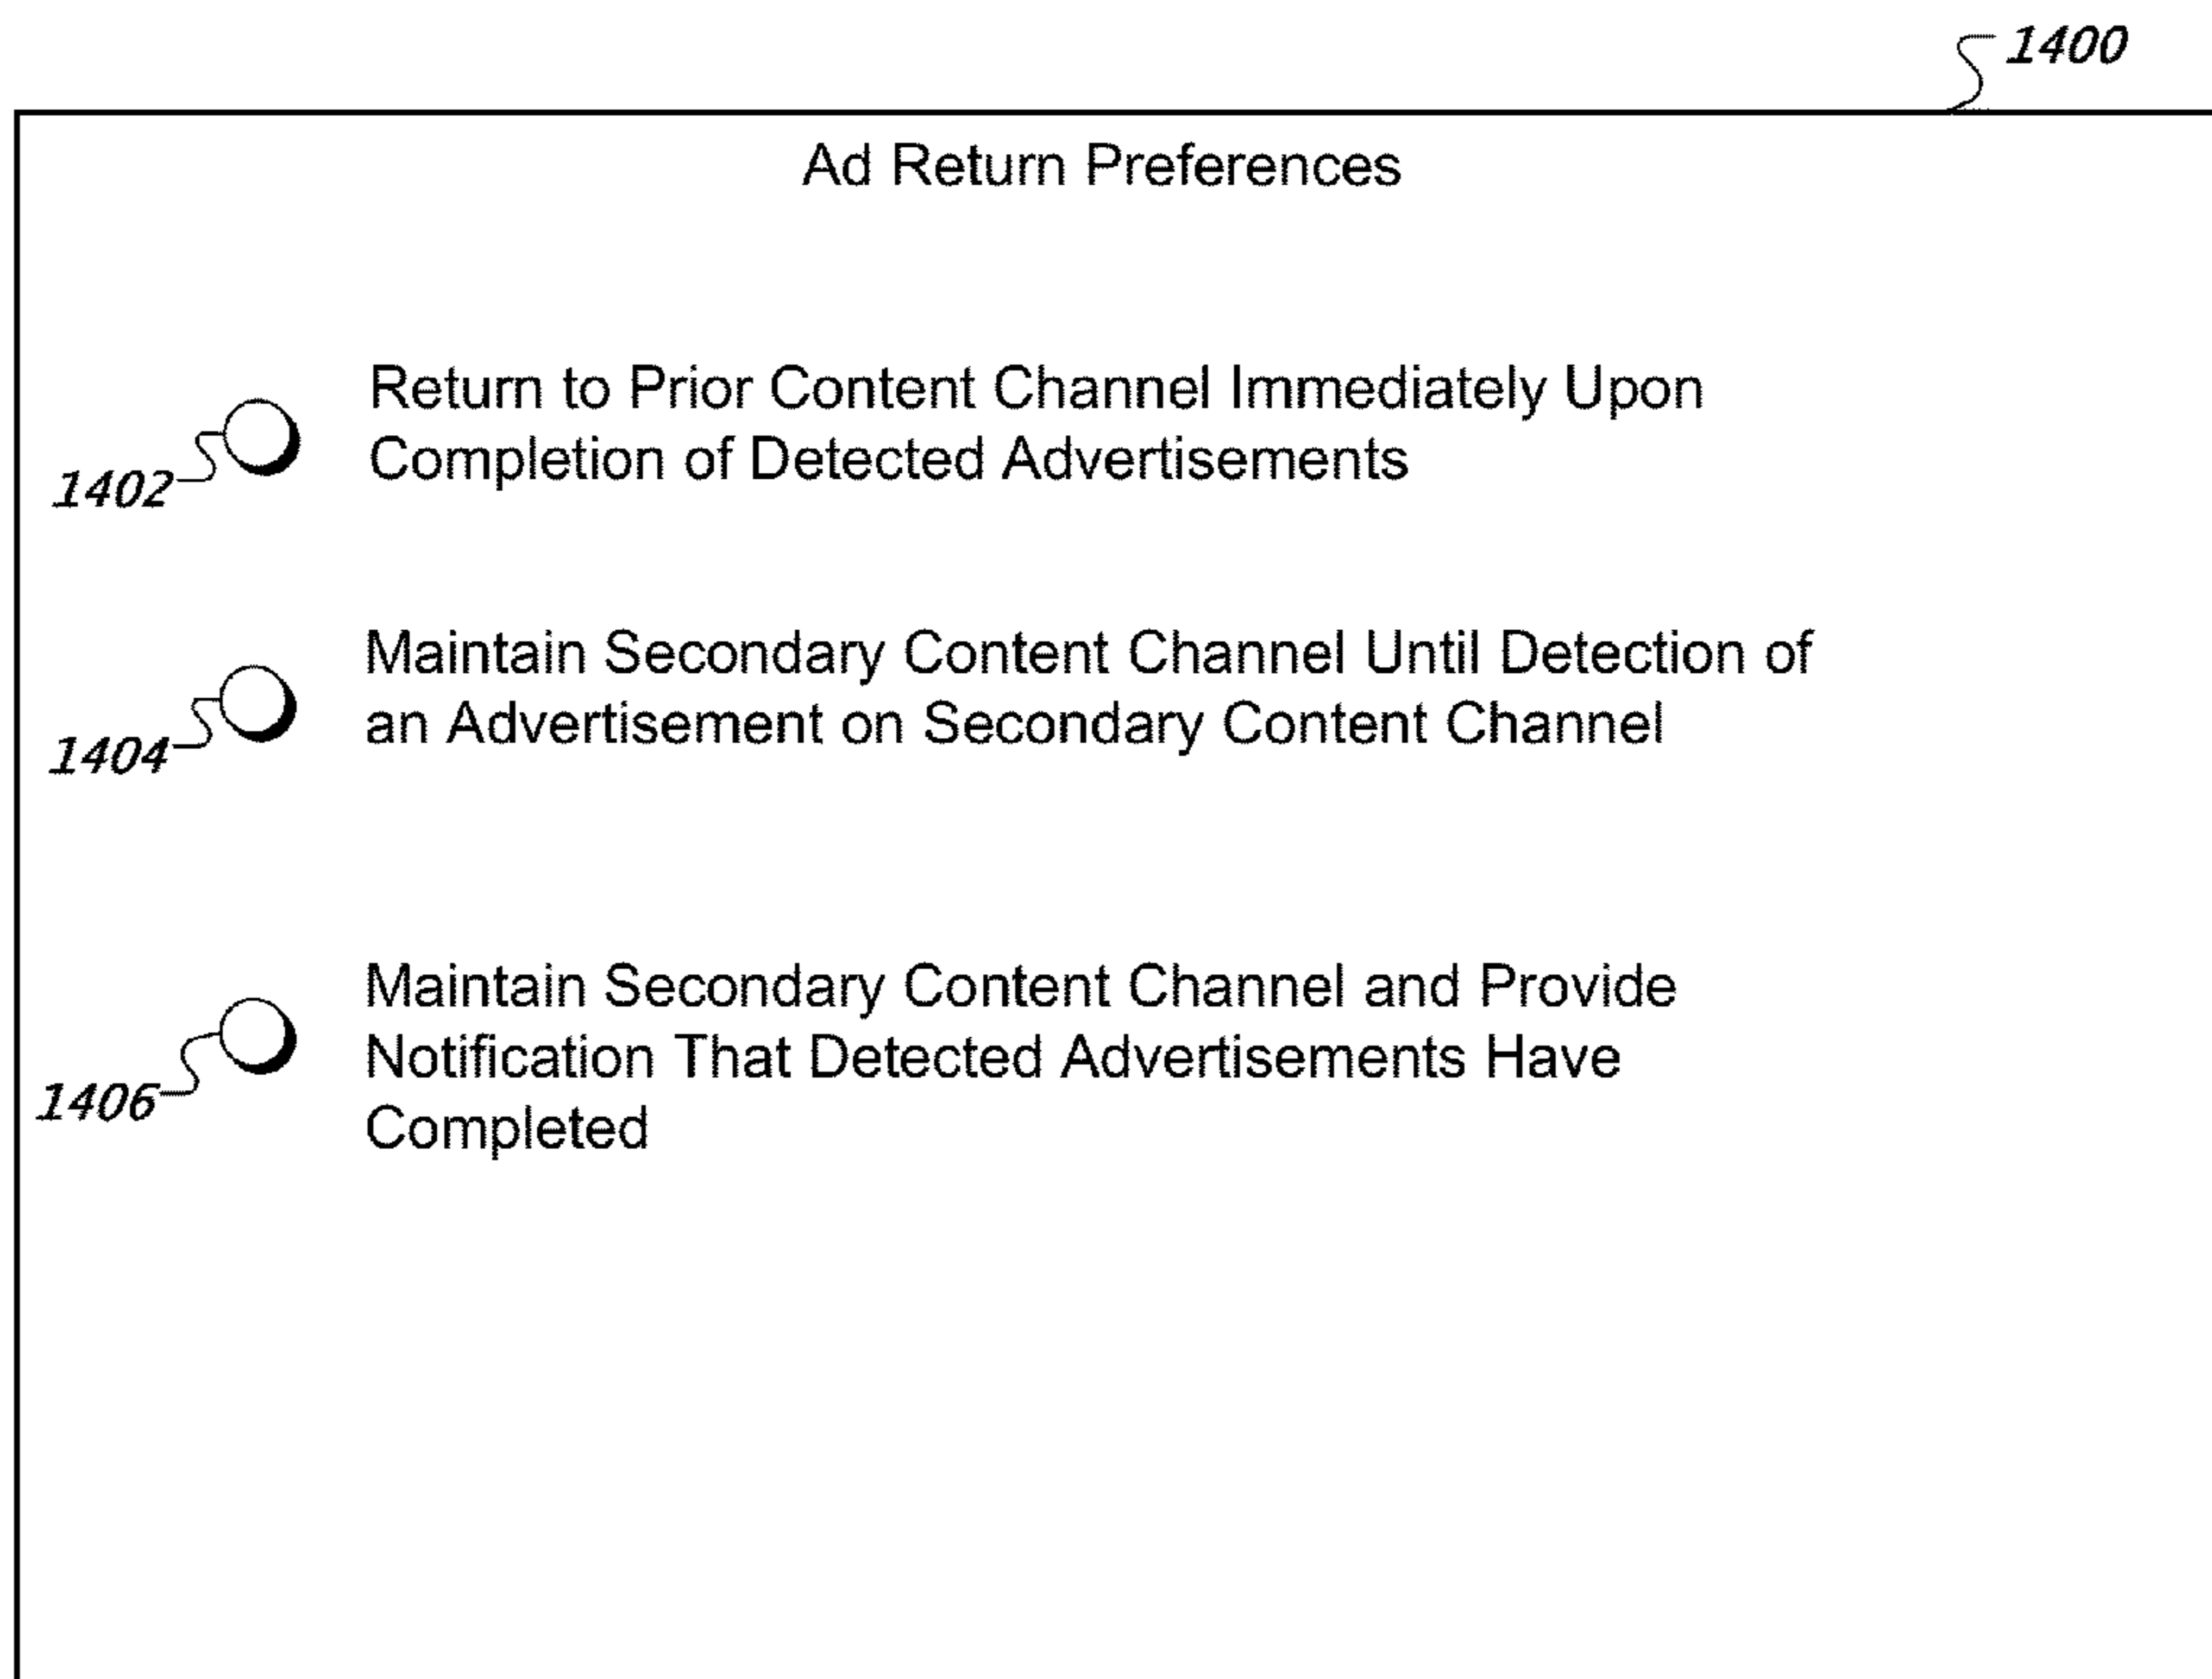 1400
Ad Return Preferences
Return to Prior Content Channel Immediately Upon
Completion of Detected Advertisements
1402
Maintain Secondary Content Channel Until Detection of
an Advertisement on Secondary Content Channel
1404
Maintain Secondary Content Channel and Provide
Notification That Detected Advertisements Have
Completed
1406